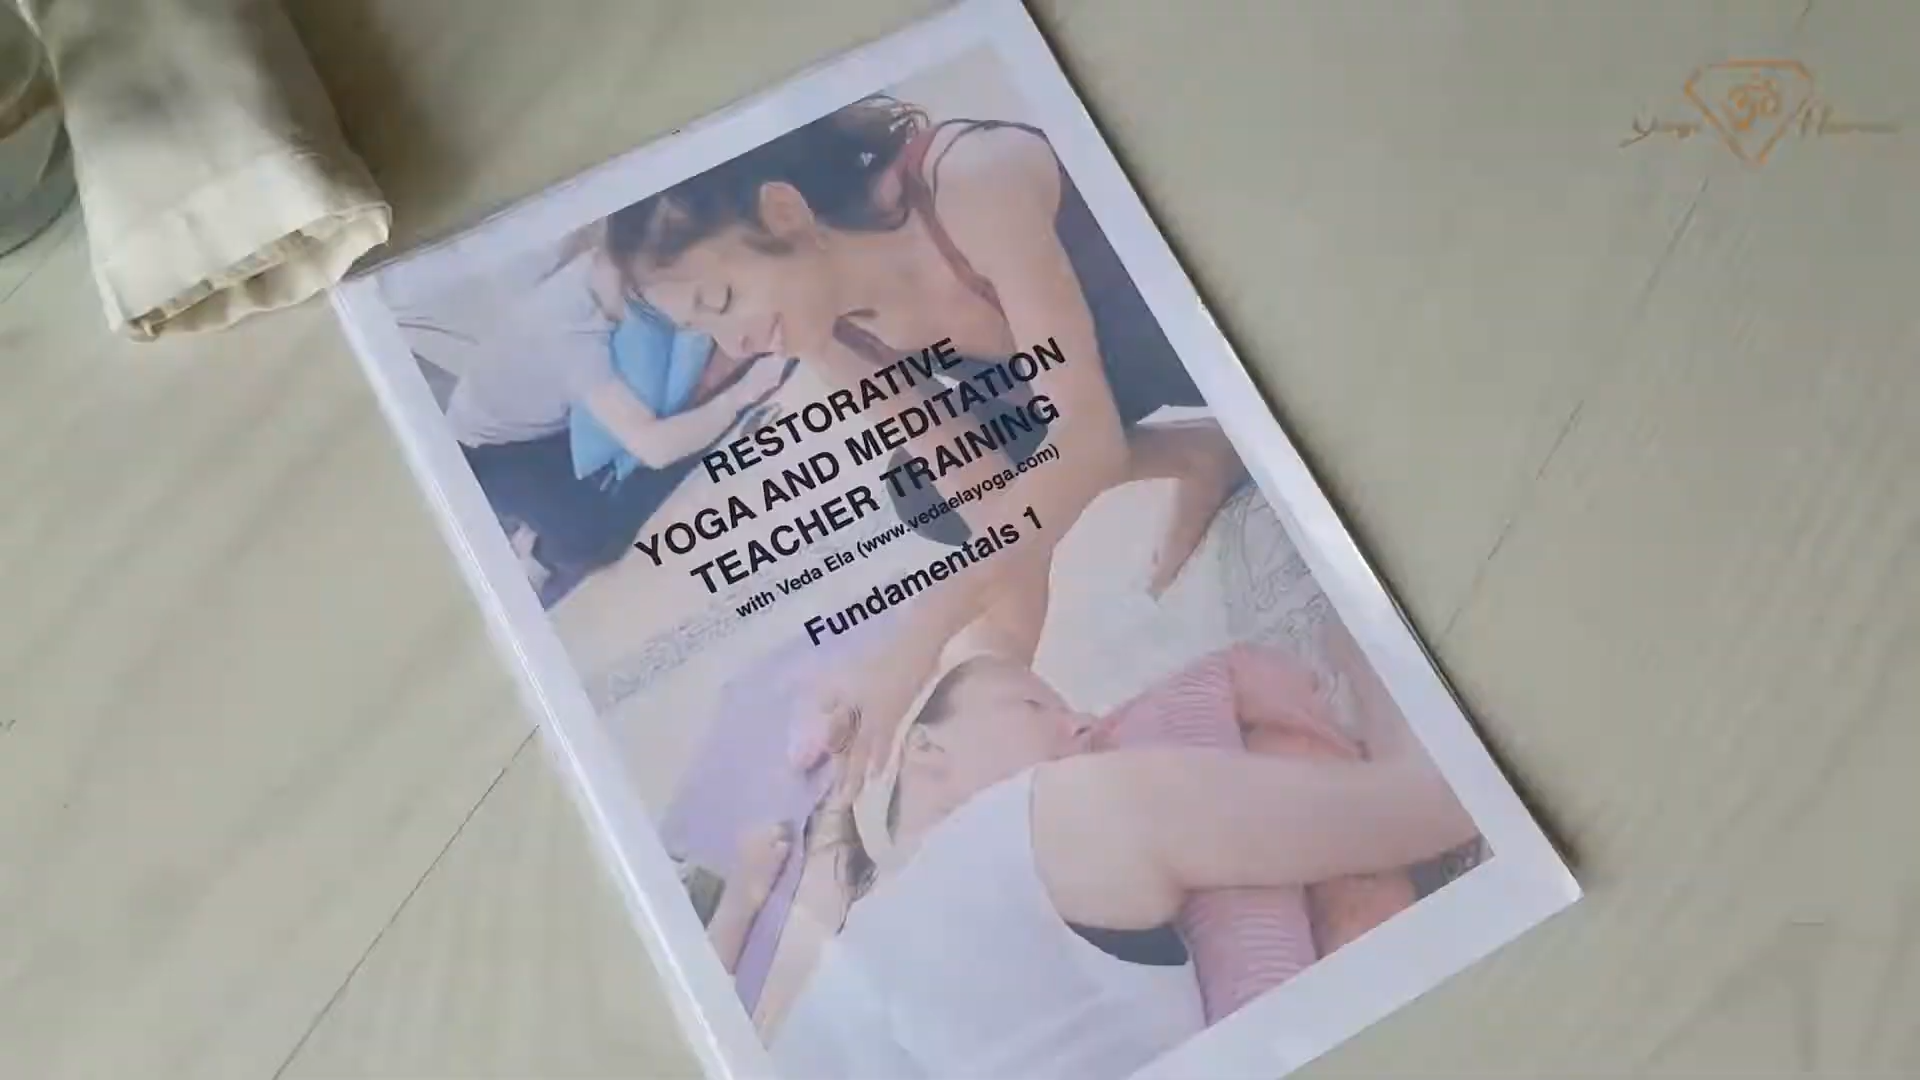 RESTORATIVE
YOGA AND MEDITATION
TEACHER TRAINING
with Veda Ela (www.vedaelayoga.com)
Fundamentals 1
ॐ